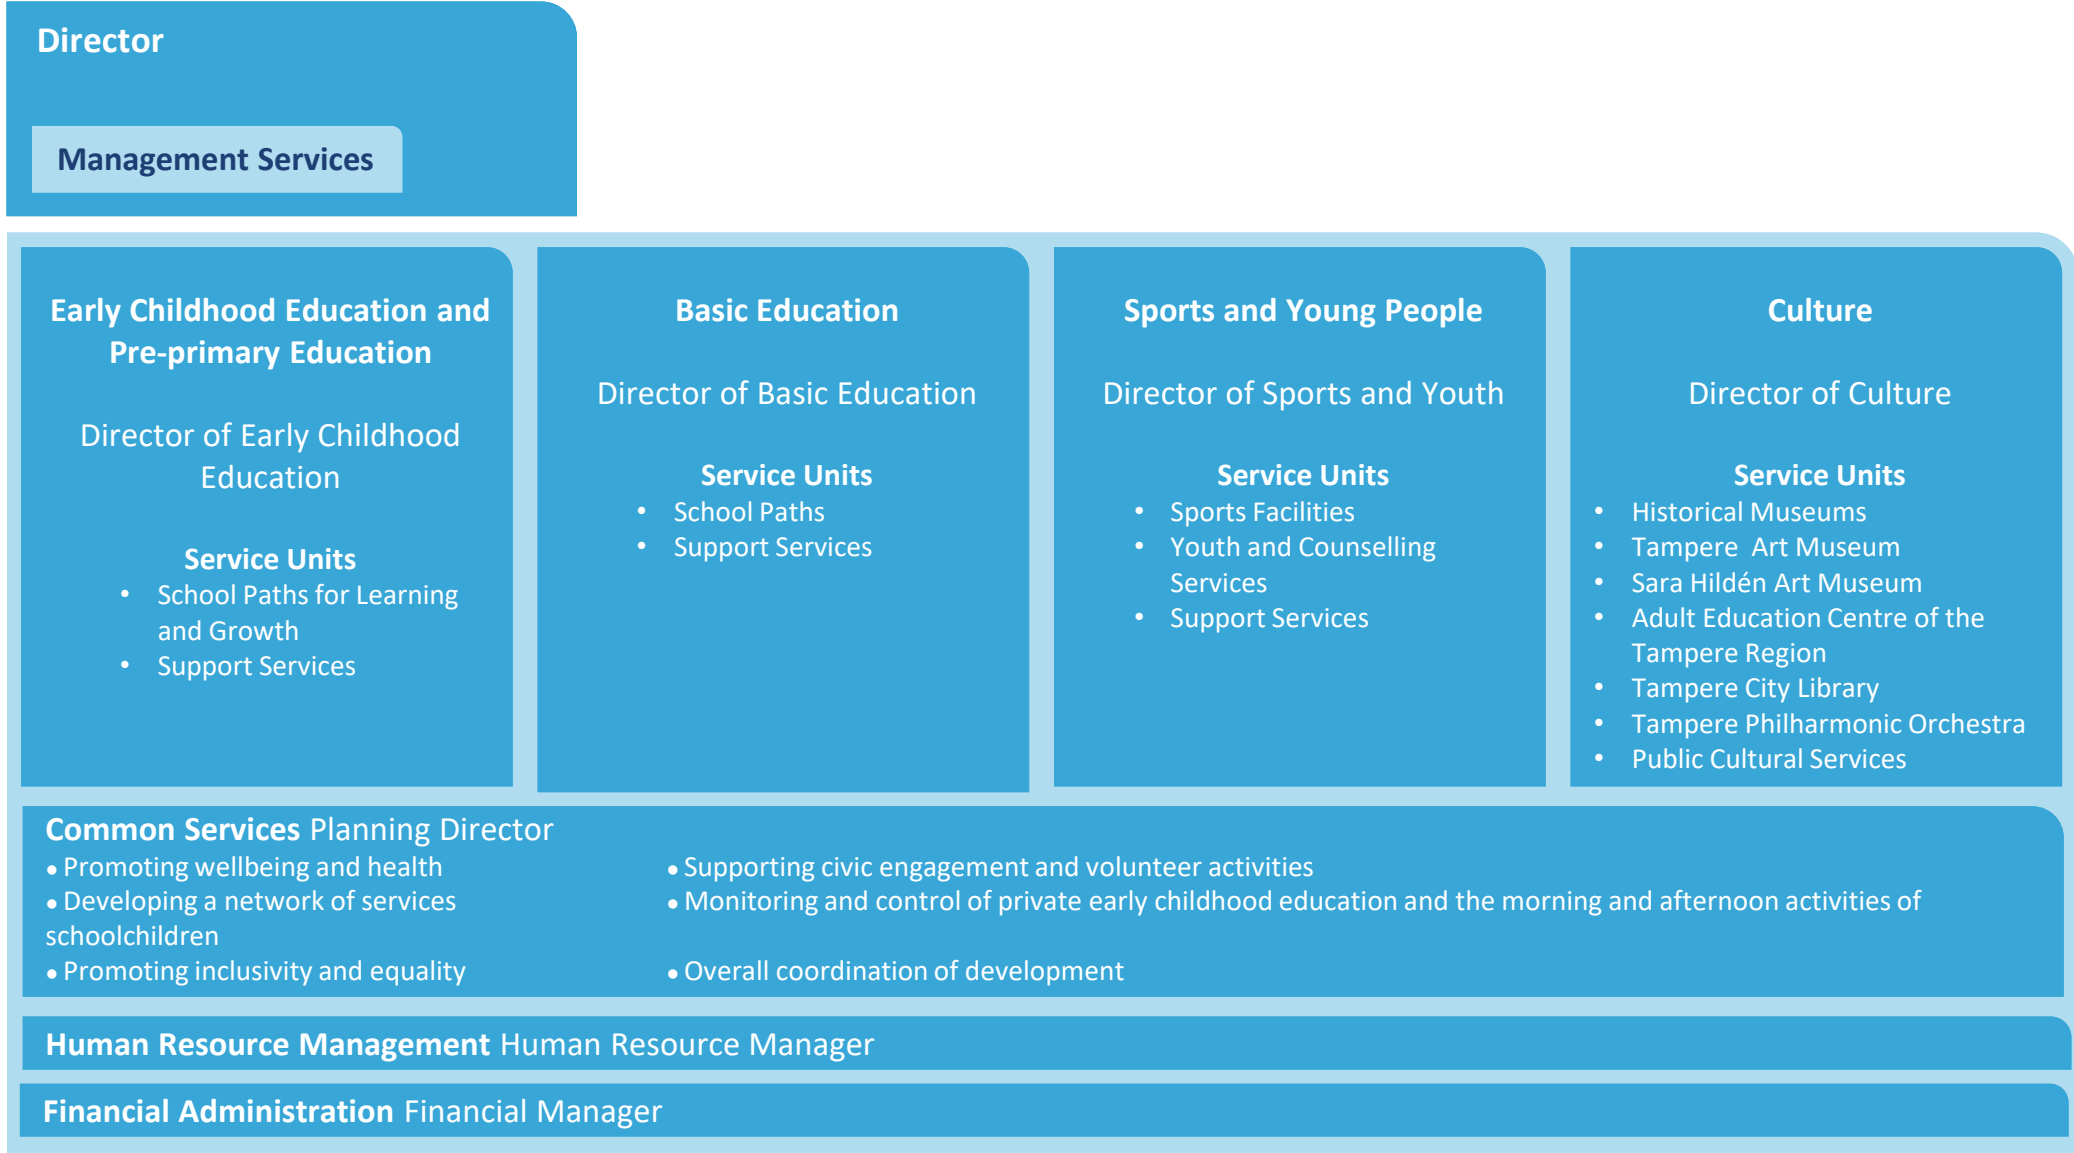 Director
Management Services
Early Childhood Education and
Pre-primary Education
Director of Early Childhood
Education
Service Units
• School Paths for Learning
and Growth
• Support Services
Basic Education
Director of Basic Education
Service Units
• School Paths
• Support Services
Sports and Young People
Director of Sports and Youth
Service Units
• Sports Facilities
• Youth and Counselling
Services
• Support Services
Culture
Director of Culture
Service Units
• Historical Museums
• Tampere  Art Museum
• Sara Hildén Art Museum
• Adult Education Centre of the
Tampere Region
• Tampere City Library
• Tampere Philharmonic Orchestra
• Public Cultural Services
Common Services Planning Director
• Promoting wellbeing and health • Supporting civic engagement and volunteer activities
• Developing a network of services • Monitoring and control of private early childhood education and the morning and afternoon activities of
schoolchildren
• Promoting inclusivity and equality • Overall coordination of development
Human Resource Management Human Resource Manager
Financial Administration Financial Manager